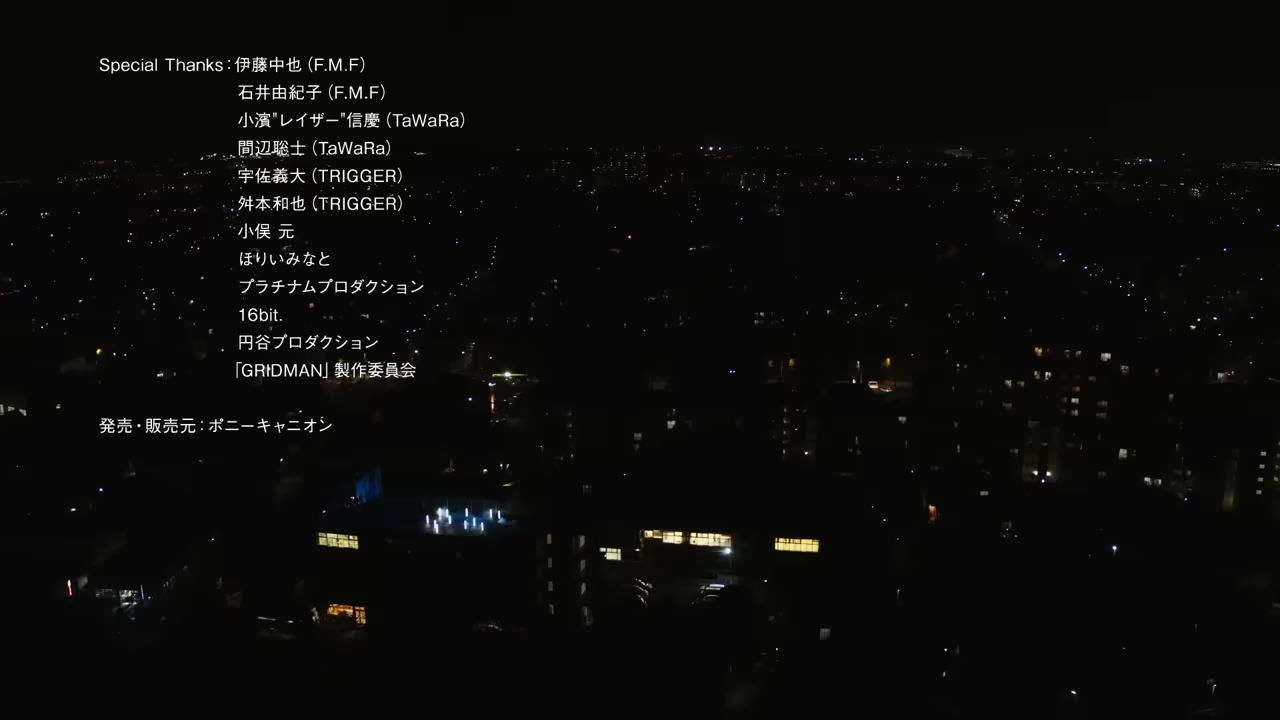 Special Thanks：伊藤中也（F.M.F）
石井由紀子（F.M.F）
小濱"レイザー"信慶（TaWaRa）
間辺聡士（TaWaRa）
宇佐義大（TRIGGER）
舛本和也（TRIGGER）
小俣 元
ほりいみなと
プラチナムプロダクション
16bit.
円谷プロダクション
「GRIDMAN」製作委員会
発売・販売元：ポニーキャニオン